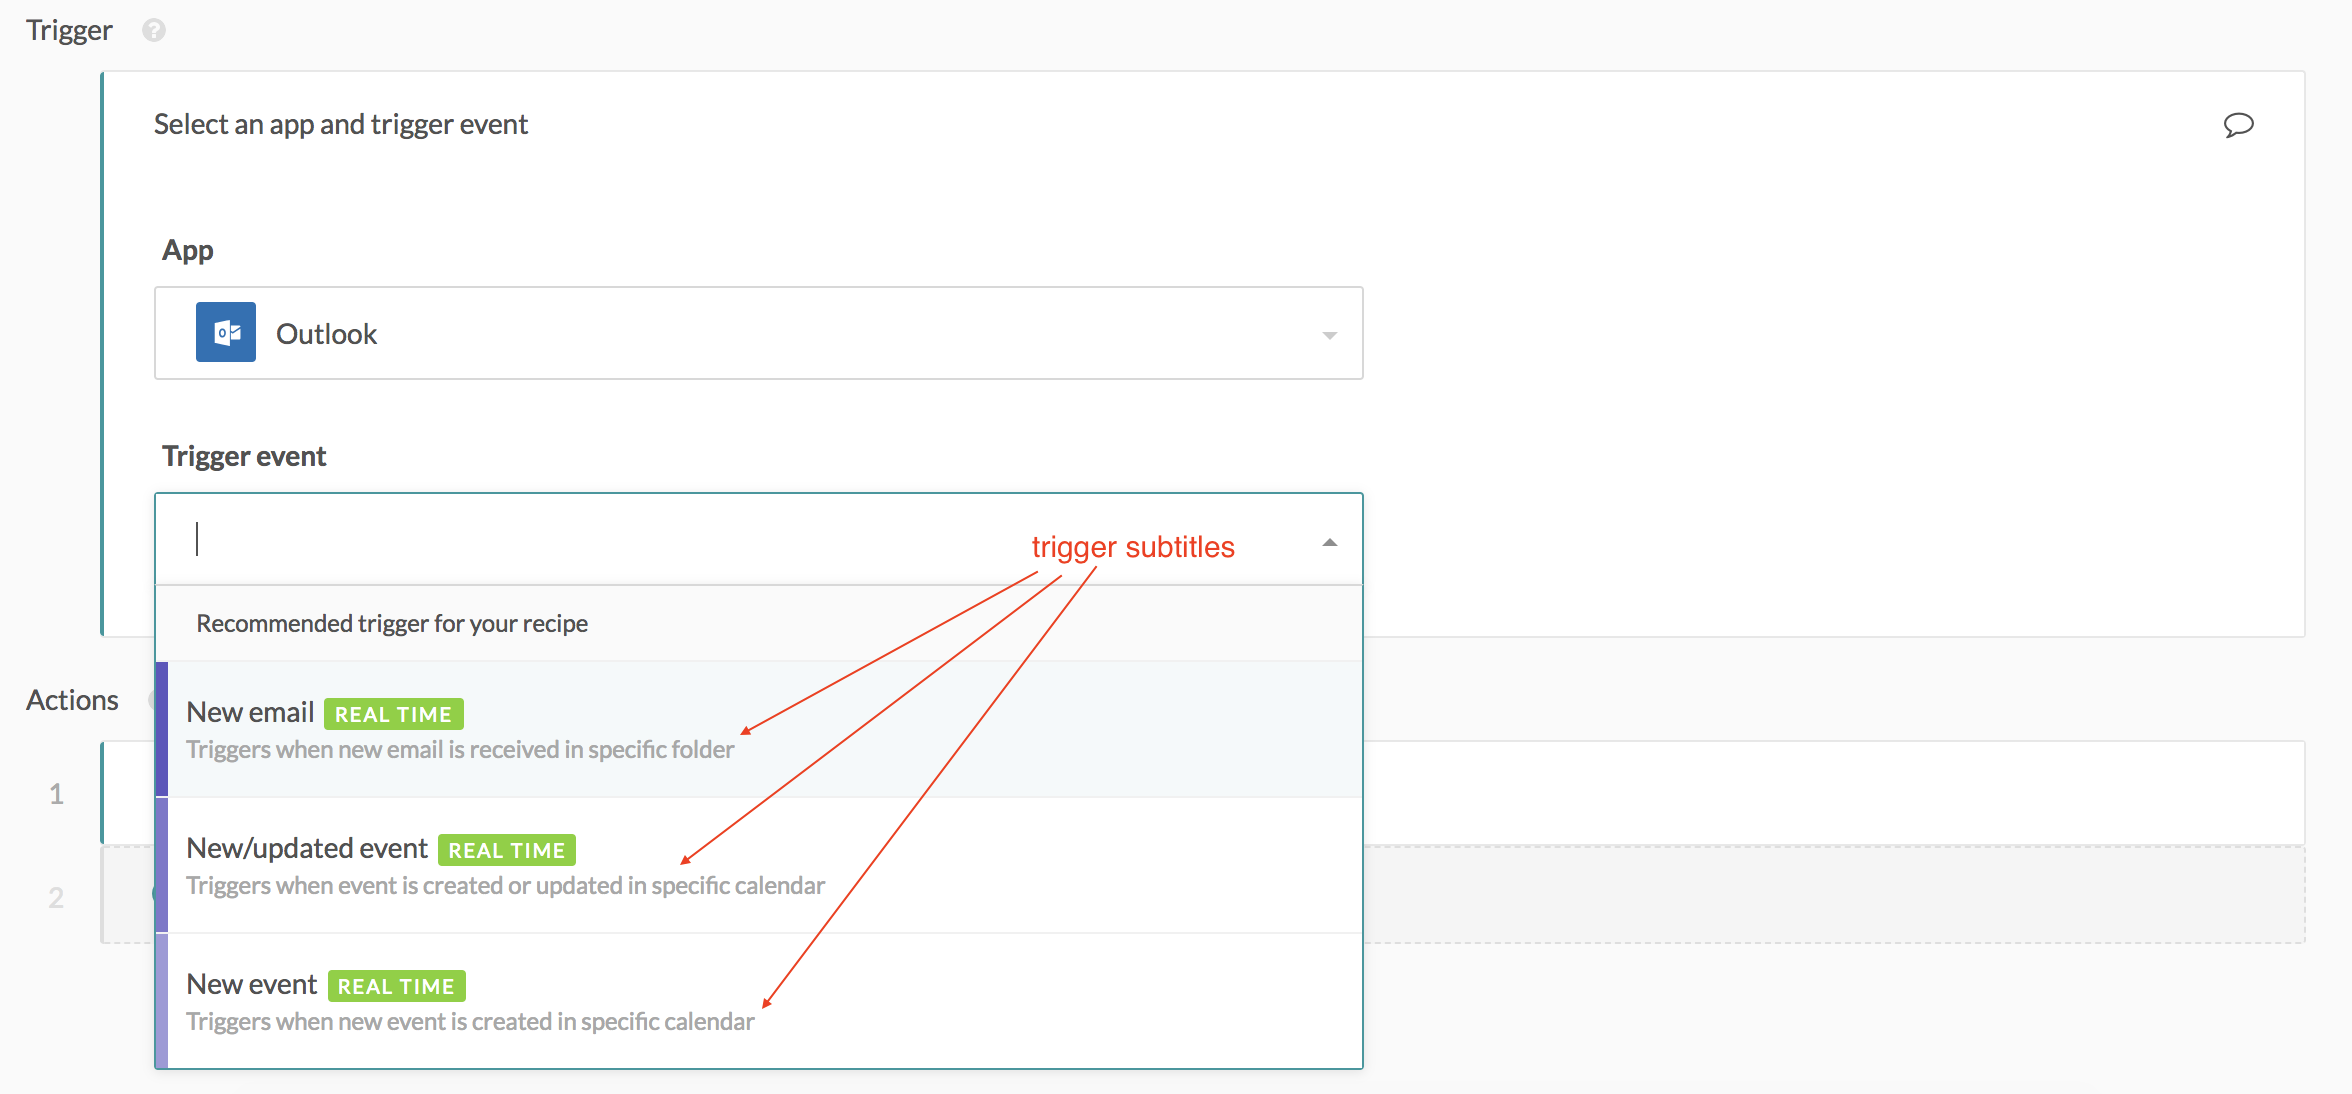 Trigger ?
Select an app and trigger event
App
Outlook
Trigger event
trigger subtitles
Recommended trigger for your recipe
New email REAL TIME
Triggers when new email is received in specific folder
Actions
1
New/updated event REAL TIME
Triggers when event is created or updated in specific calendar
2
New event REAL TIME
Triggers when new event is created in specific calendar